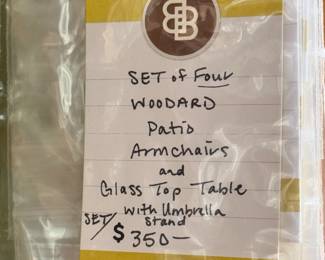 SET of Four
WOODARD
Patio
Armchairs
and
Glass Top Table
with Umbrella
SET/ stand
$350—